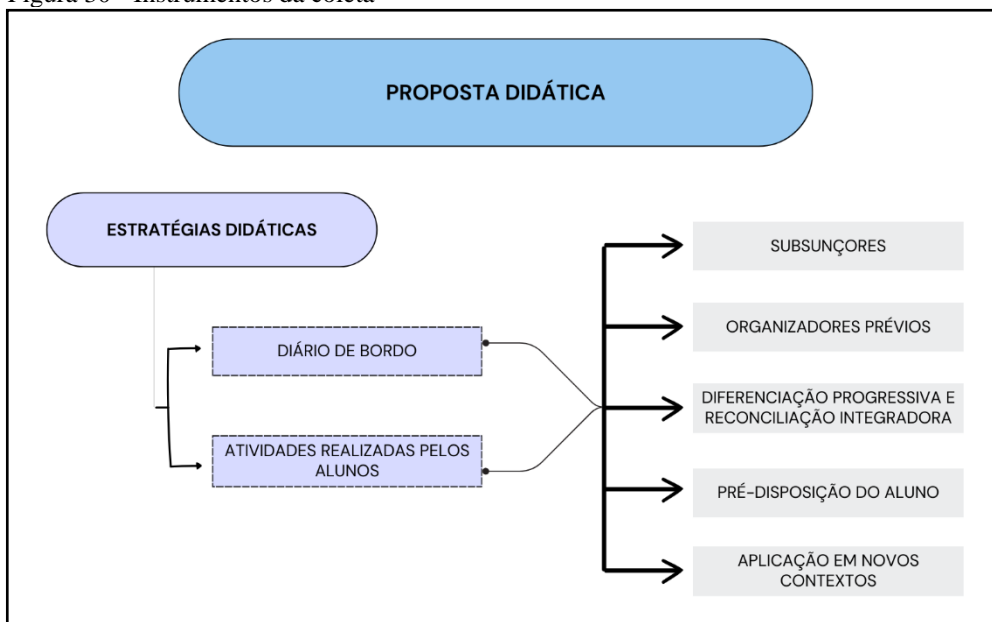 Figura 36 - Instrumentos da coleta
PROPOSTA DIDÁTICA
ESTRATÉGIAS DIDÁTICAS
DIÁRIO DE BORDO
ATIVIDADES REALIZADAS PELOS
ALUNOS
SUBSUNÇORES
ORGANIZADORES PRÉVIOS
DIFERENCIAÇÃO PROGRESSIVA E
RECONCILIAÇÃO INTEGRADORA
PRÉ-DISPOSIÇÃO DO ALUNO
APLICAÇÃO EM NOVOS
CONTEXTOS